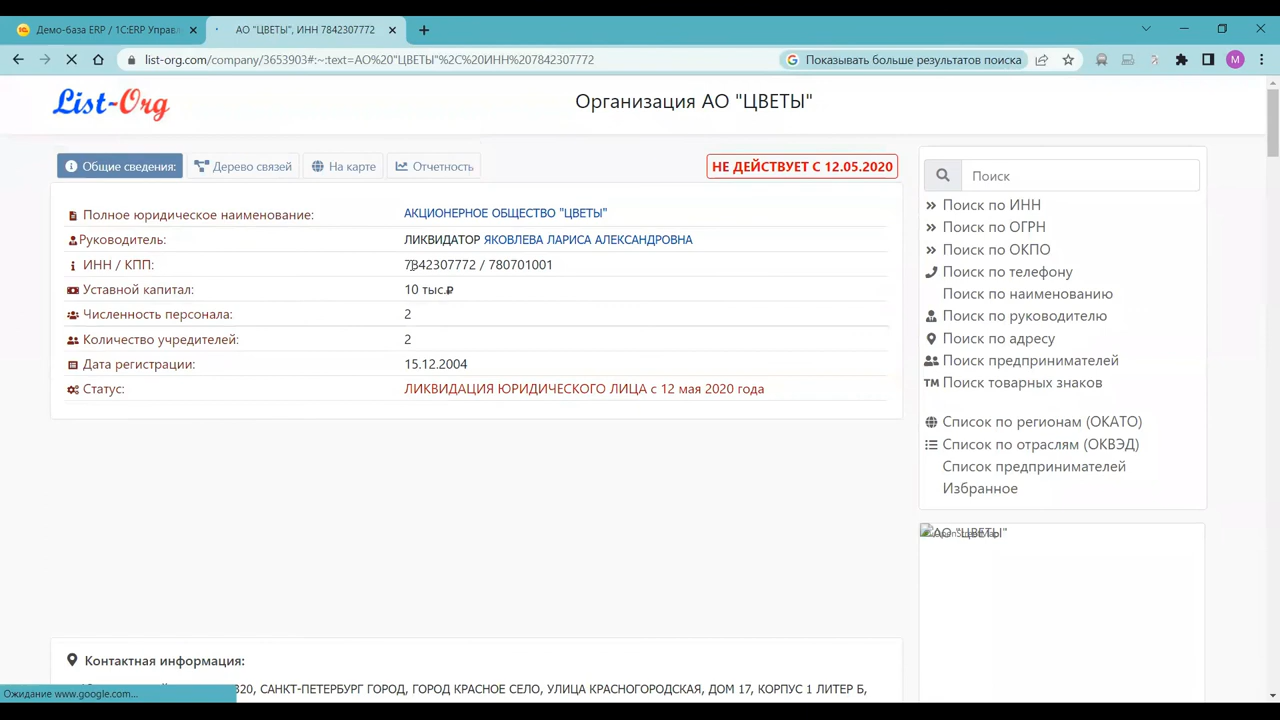 Демо-база ERP / 1С:ERP Управл
АО "ЦВЕТЫ", ИНН 7842307772
list-org.com/company/3653903#:~:text=АО%20"ЦВЕТЫ"%2C%20ИНН%207842307772
Показывать больше результатов поиска
M
List-Org
Организация АО "ЦВЕТЫ"
Общие сведения:
Дерево связей
На карте
Отчетность
НЕ ДЕЙСТВУЕТ С 12.05.2020
Полное юридическое наименование: АКЦИОНЕРНОЕ ОБЩЕСТВО "ЦВЕТЫ"
Руководитель: ЛИКВИДАТОР ЯКОВЛЕВА ЛАРИСА АЛЕКСАНДРОВНА
ИНН / КПП: 7842307772 / 780701001
Уставной капитал: 10 тыс.₽
Численность персонала: 2
Количество учредителей: 2
Дата регистрации: 15.12.2004
Статус: ЛИКВИДАЦИЯ ЮРИДИЧЕСКОГО ЛИЦА с 12 мая 2020 года
Контактная информация:
320, САНКТ-ПЕТЕРБУРГ ГОРОД, ГОРОД КРАСНОЕ СЕЛО, УЛИЦА КРАСНОГОРОДСКАЯ, ДОМ 17, КОРПУС 1 ЛИТЕР Б,
Поиск
Поиск по ИНН
Поиск по ОГРН
Поиск по ОКПО
Поиск по телефону
Поиск по наименованию
Поиск по руководителю
Поиск по адресу
Поиск предпринимателей
TM Поиск товарных знаков
Список по регионам (ОКАТО)
Список по отраслям (ОКВЭД)
Список предпринимателей
Избранное
АО "ЦВЕТЫ"
Ожидание www.google.com...